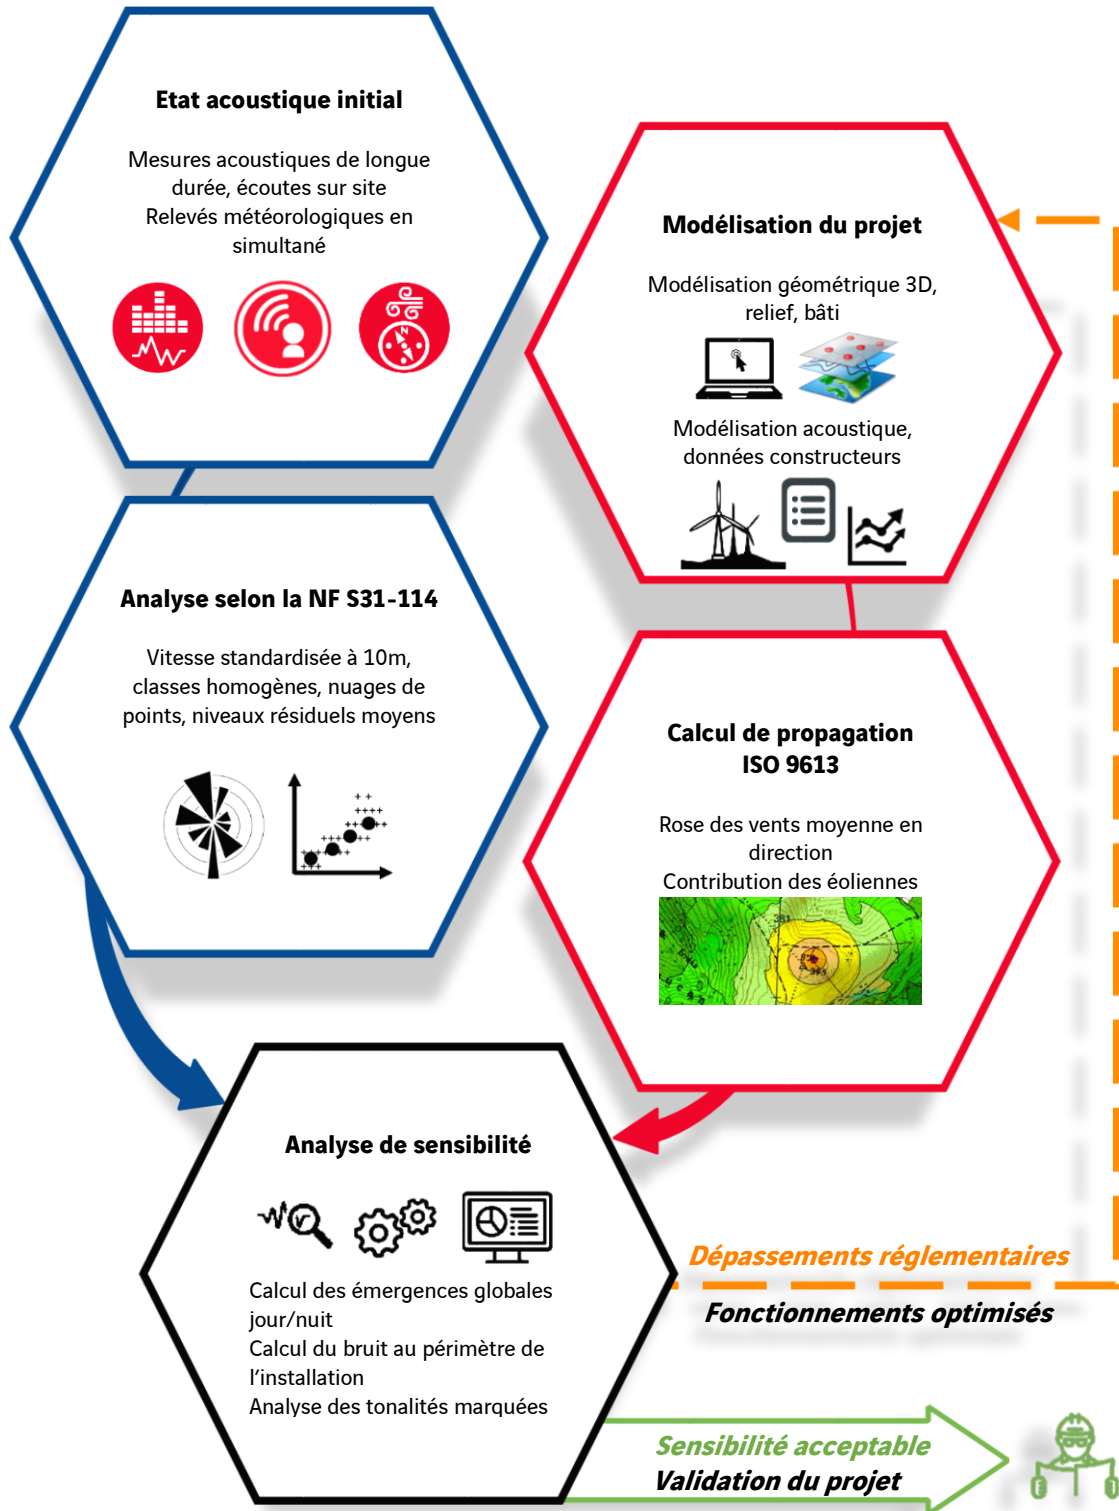 Etat acoustique initial
Mesures acoustiques de longue
durée, écoutes sur site
Relevés météorologiques en
simultané
N
Modélisation du projet
Modélisation géométrique 3D,
relief, bâti
Modélisation acoustique,
données constructeurs
Analyse selon la NF S31-114
Vitesse standardisée à 10m,
classes homogènes, nuages de
points, niveaux résiduels moyens
Calcul de propagation
ISO 9613
Rose des vents moyenne en
direction
Contribution des éoliennes
381
Analyse de sensibilité
Calcul des émergences globales
jour/nuit
Calcul du bruit au périmètre de
l'installation
Analyse des tonalités marquées
Dépassements réglementaires
Fonctionnements optimisés
Sensibilité acceptable
Validation du projet